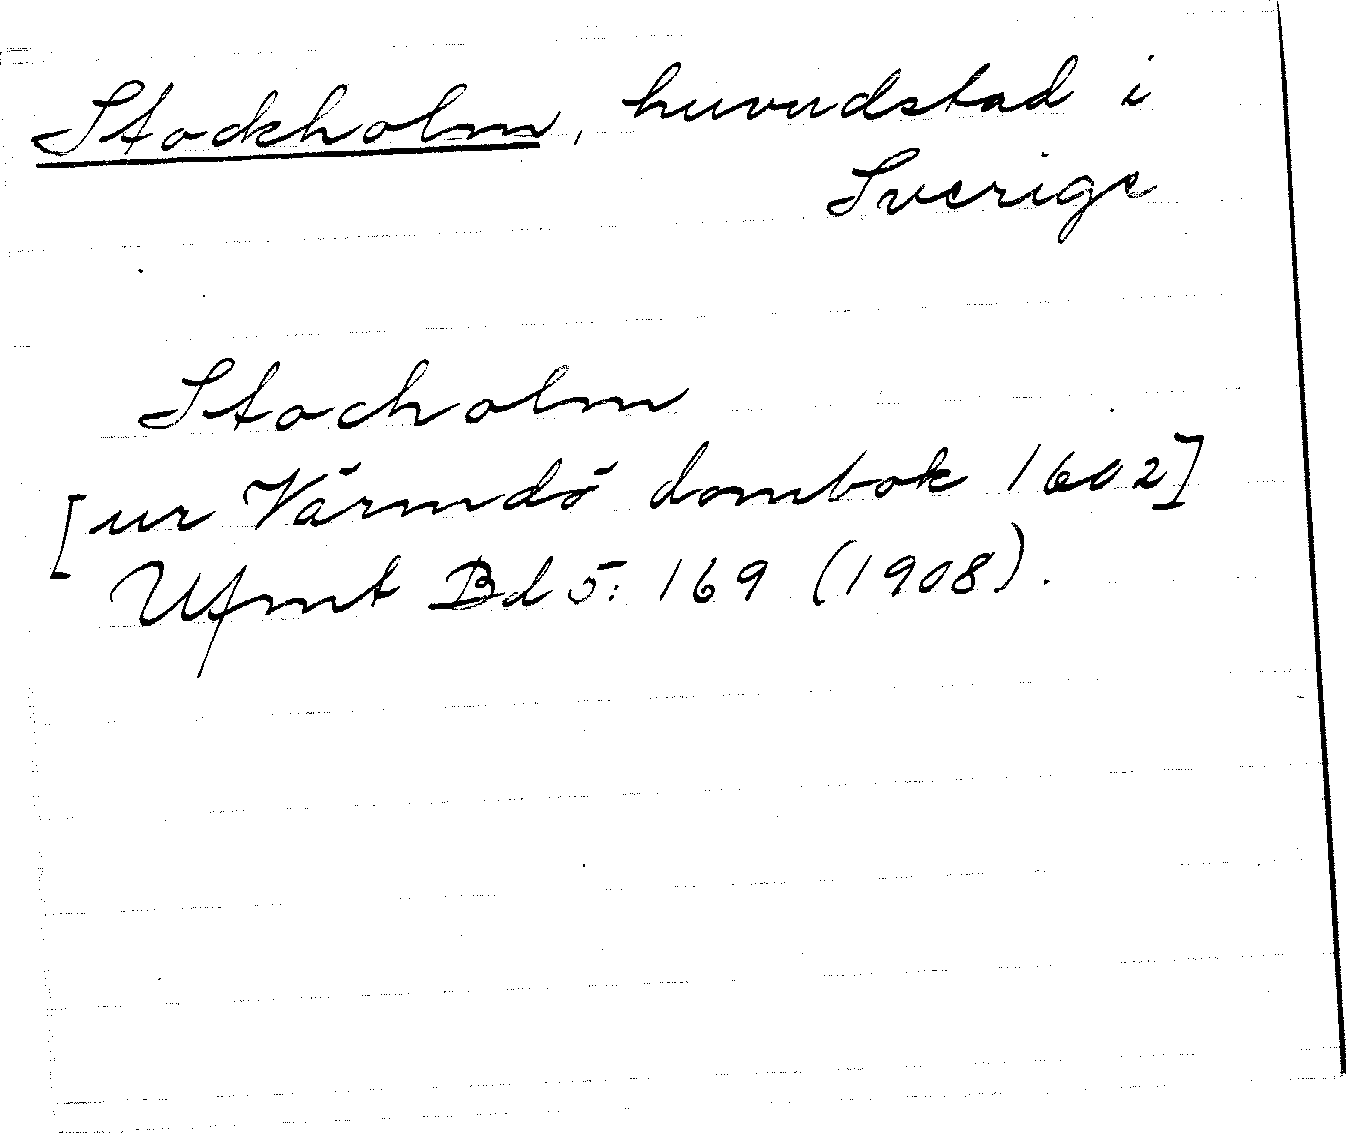 Stockholm, huvudstad i
Sverige
Stocholm
[ur Värmdö dombok 1602]
Ufmt Bd 5: 169 (1908).